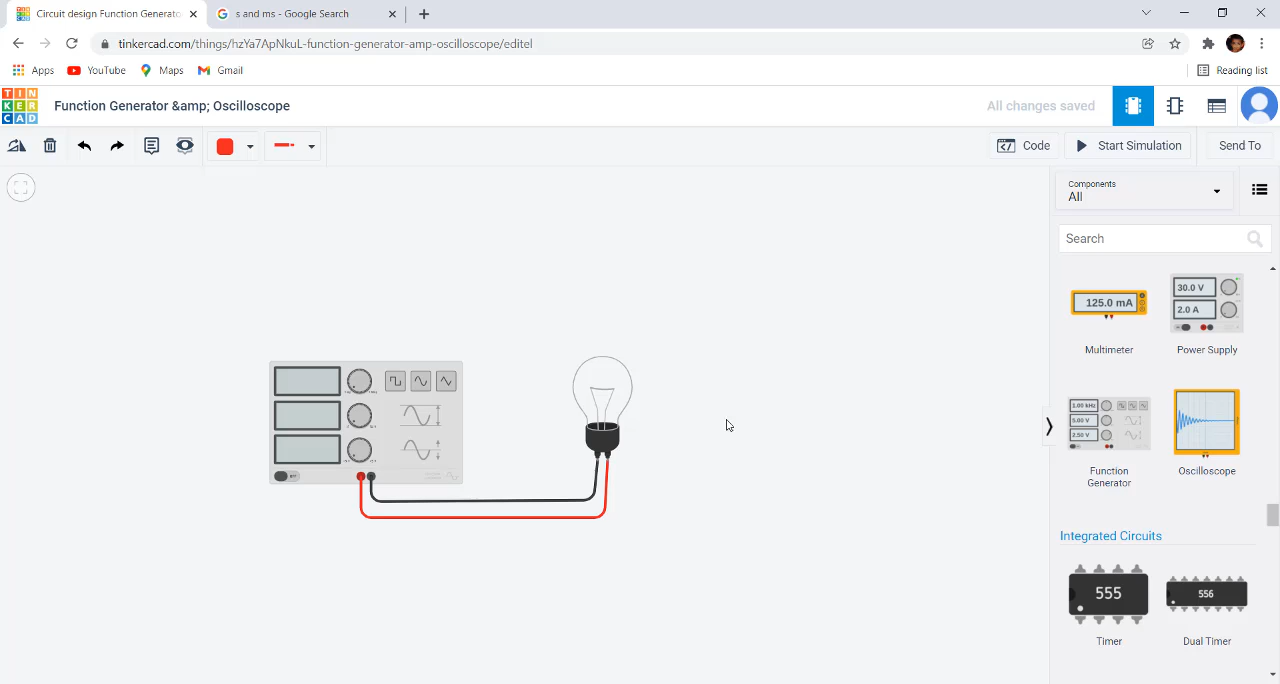 Circuit design Function Generato
s and ms - Google Search
tinkercad.com/things/hzYa7ApNkuL-function-generator-amp-oscilloscope/editel
Apps
YouTube
Maps
Gmail
Reading list
TIN
KER
CAD
Function Generator &amp; Oscilloscope
All changes saved
Code
Start Simulation
Send To
Components
All
Search
125.0 mA
30.0 V
2.0 A
Multimeter
Power Supply
1.00 kHz
5.00 V
2.50 V
Function
Generator
Oscilloscope
Integrated Circuits
555
556
Timer
Dual Timer